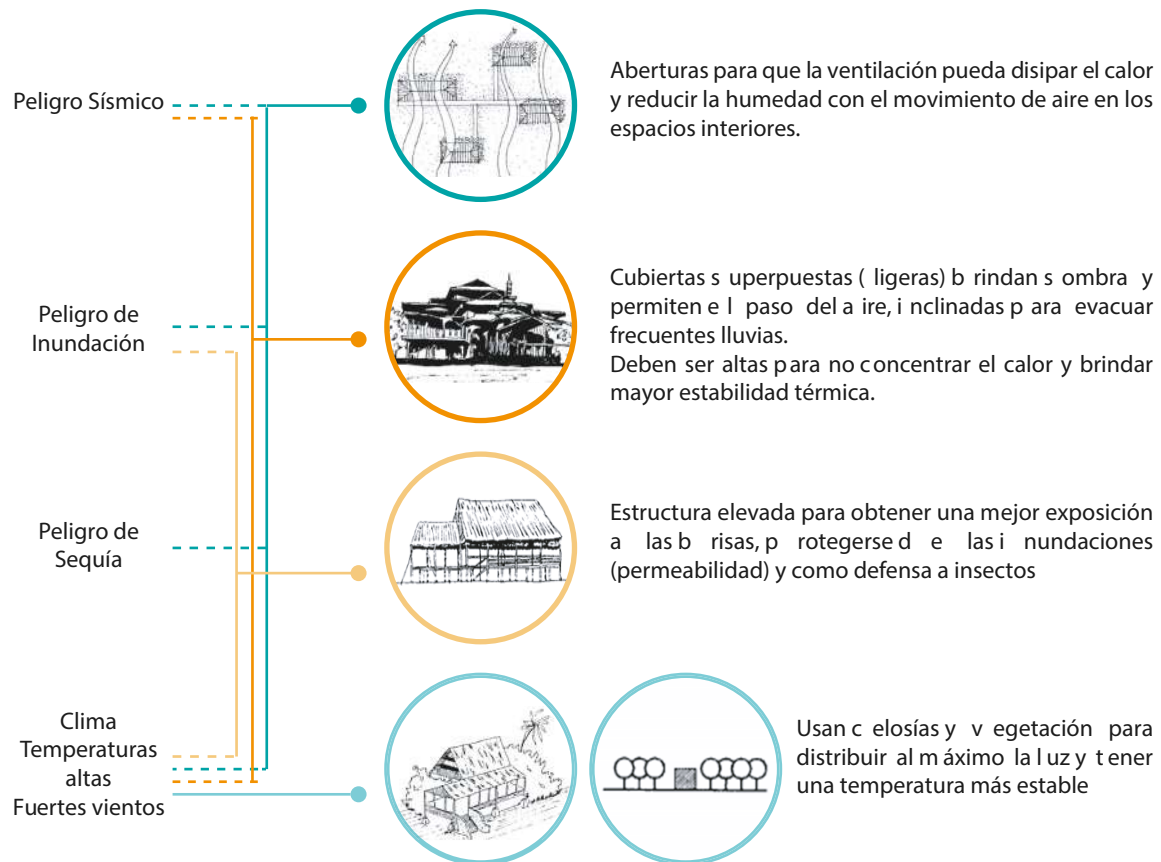 Peligro Sísmico
Aberturas para que la ventilación pueda disipar el calor
y reducir la humedad con el movimiento de aire en los
espacios interiores.
Peligro de
Inundación
Cubiertas s uperpuestas ( ligeras) b rindan s ombra y
permiten e l paso del a ire, i nclinadas p ara evacuar
frecuentes lluvias.
Deben ser altas p ara no c oncentrar el calor y brindar
mayor estabilidad térmica.
Peligro de
Sequía
Estructura elevada para obtener una mejor exposición
a las b risas, p rotegerse d e las i nundaciones
(permeabilidad) y como defensa a insectos
Clima
Temperaturas
altas
Fuertes vientos
Usan c elosías y v egetación para
distribuir al m áximo la l uz y t ener
una temperatura más estable